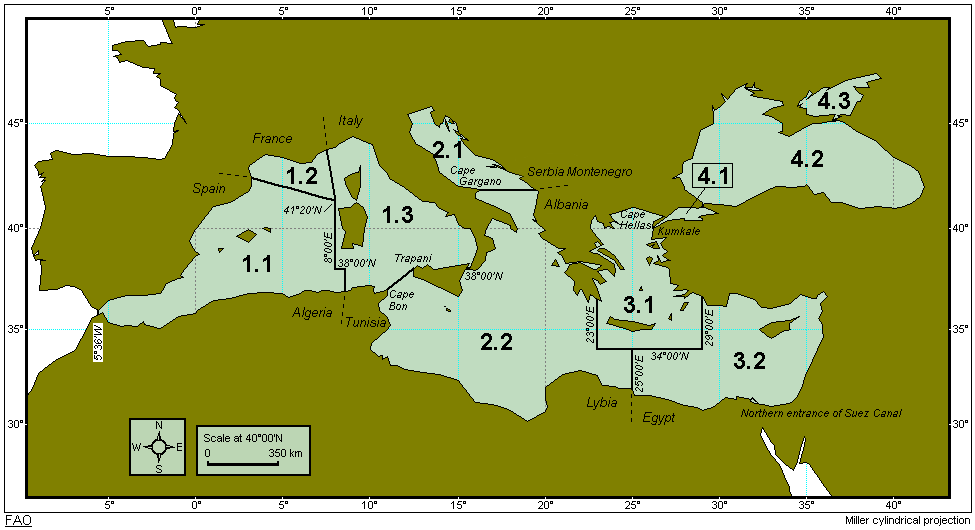 5°
0°
5°
10°
15°
20°
25°
30°
35°
40°
45°
45°
4.3
Italy
France
2.1
4.2
1.2
Cape
Gargano
Serbia Montenegro
4.1
Spain
41°20'N
Albania
1.3
Cape
Hellas
Kumkale
40°
40°
8°00'E
1.1
38°00'N
Trapani
38°00'N
Cape
Bon
3.1
Algeria
Tunisia
23°00'E
29°00'E
35°
35°
5°36'W
2.2
34°00'N
3.2
25°00'E
Lybia
Egypt
Northern entrance of Suez Canal
30°
30°
N
W
E
S
Scale at 40°00'N
0
350 km
5°
0°
5°
10°
15°
20°
25°
30°
35°
40°
FAO
Miller cylindrical projection